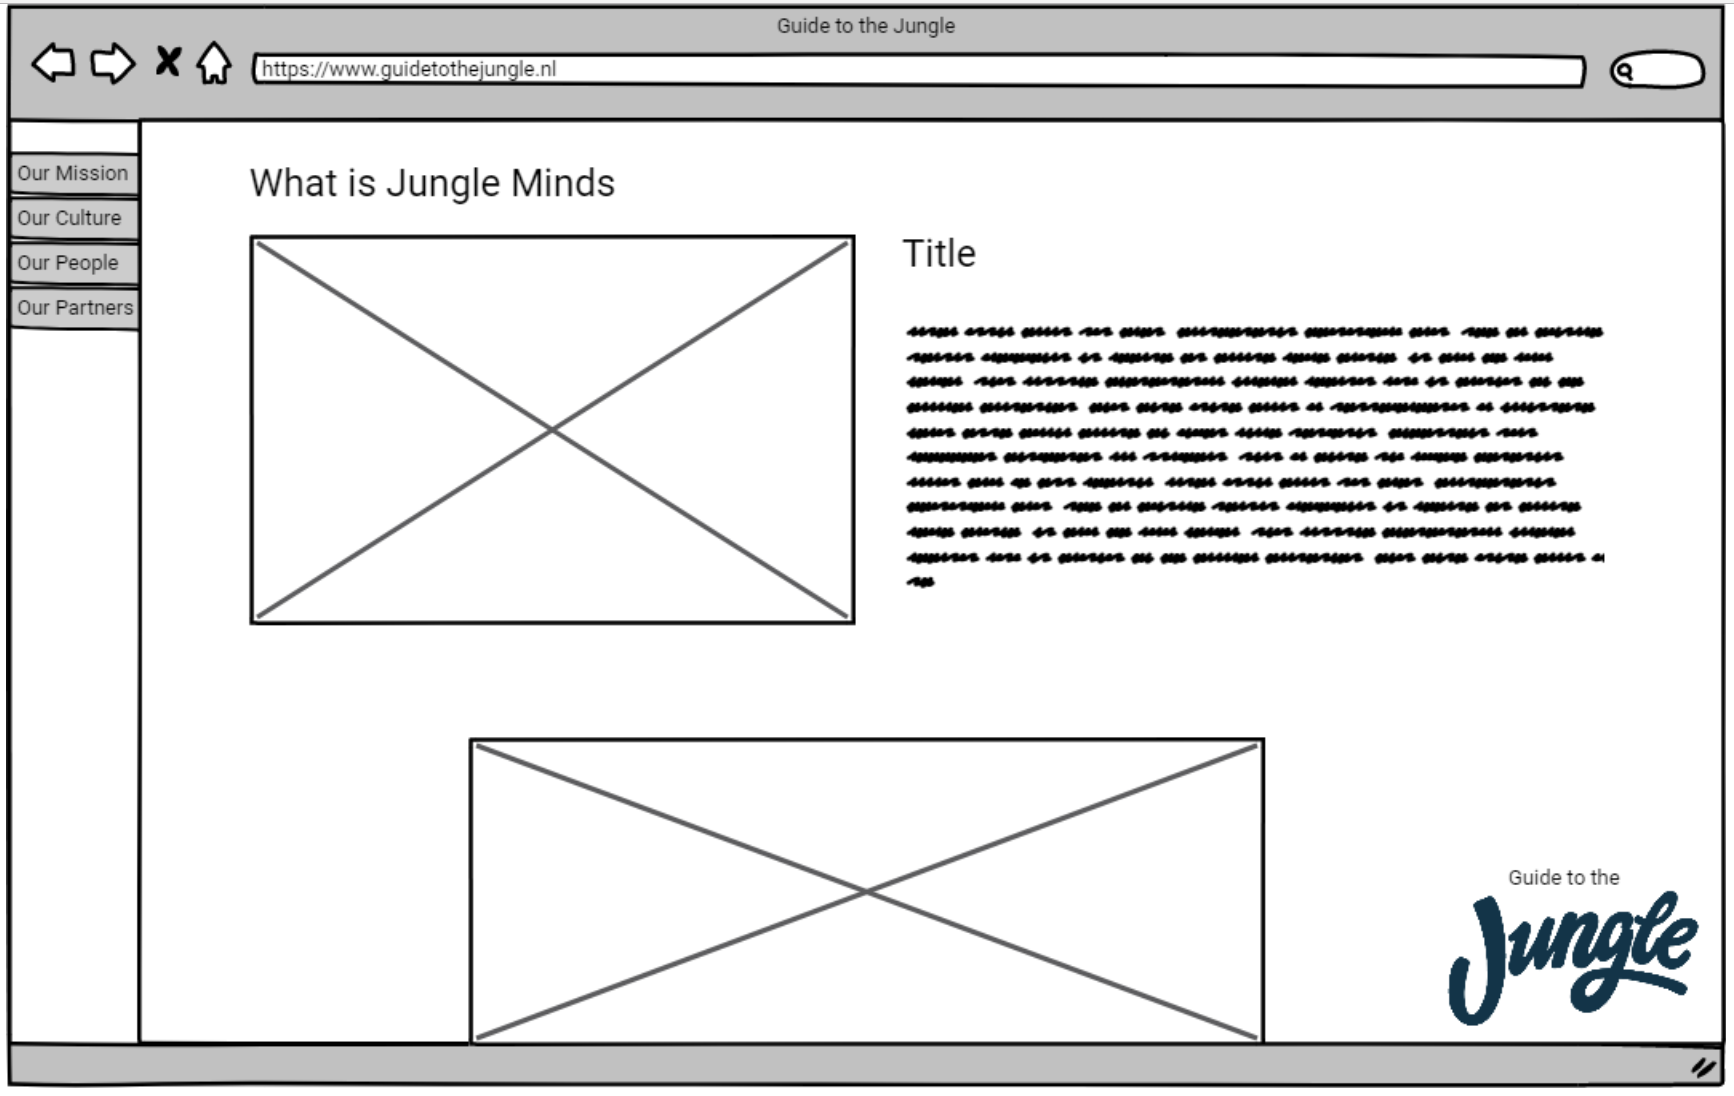 Guide to the Jungle
https://www.guidetothejungle.nl
Our Mission
Our Culture
Our People
Our Partners
What is Jungle Minds
Title
Guide to the
Jungle